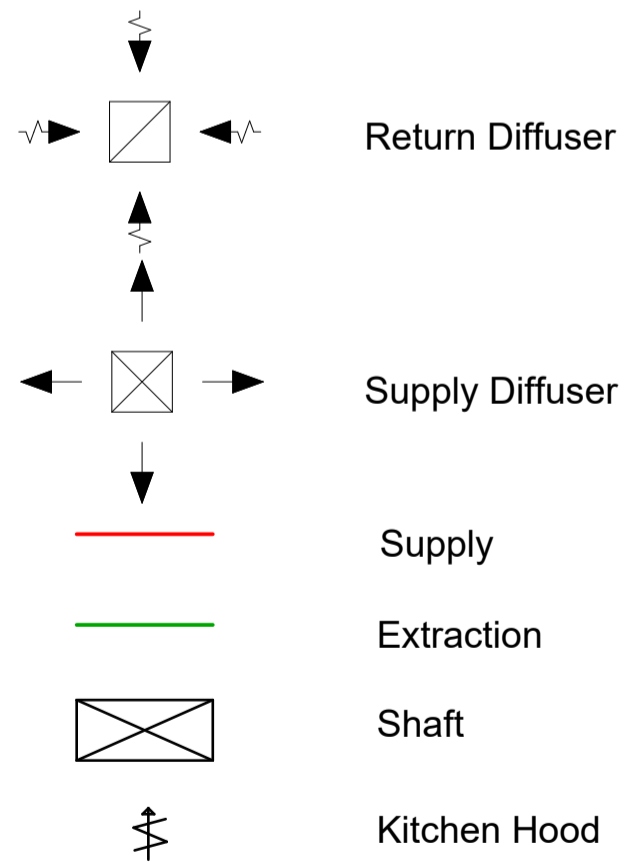 Return Diffuser
Supply Diffuser
Supply
Extraction
Shaft
Kitchen Hood